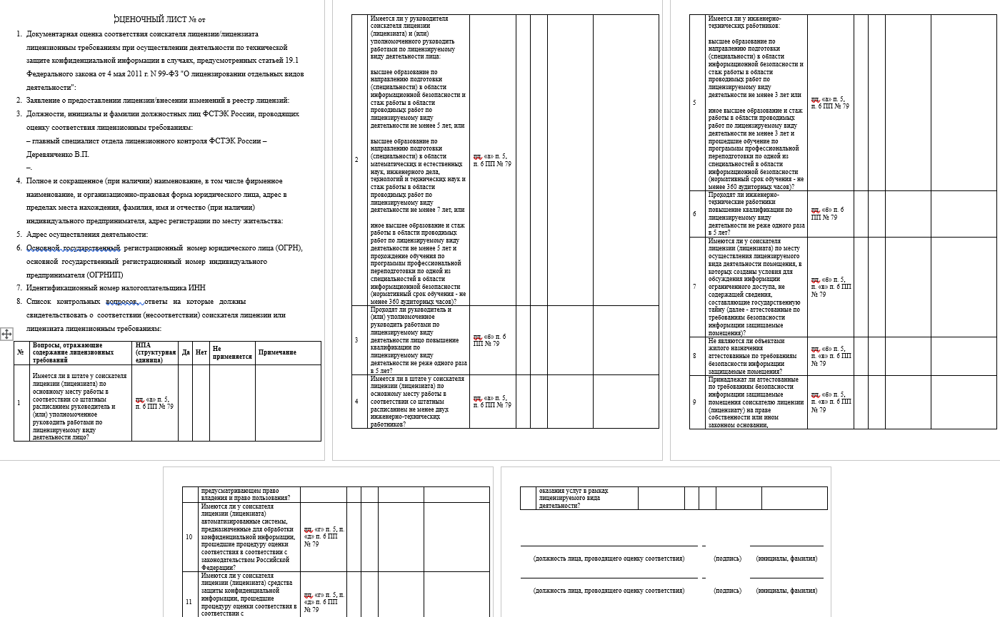 ОЦЕНОЧНЫЙ ЛИСТ № от
1. Документарная оценка соответствия соискателя лицензии/лицензиата
лицензионным требованиям при осуществлении деятельности по технической
защите конфиденциальной информации в случаях, предусмотренных статьей 19.1
Федерального закона от 4 мая 2011 г. N 99-ФЗ "О лицензировании отдельных видов
деятельности":
2. Заявление о предоставлении лицензии/внесении изменений в реестр лицензий:
3. Должности, инициалы и фамилии должностных лиц ФСТЭК России, проводящих
оценку соответствия лицензионным требованиям:
– главный специалист отдела лицензионного контроля ФСТЭК России –
Деревянченко В.П.
–.
4. Полное и сокращенное (при наличии) наименование, в том числе фирменное
наименование, и организационно-правовая форма юридического лица, адрес в
пределах места нахождения, фамилия, имя и отчество (при наличии)
индивидуального предпринимателя, адрес регистрации по месту жительства:
5. Адрес осуществления деятельности:
6. Основной государственный регистрационный номер юридического лица (ОГРН),
основной государственный регистрационный номер индивидуального
предпринимателя (ОГРНИП)
7. Идентификационный номер налогоплательщика ИНН
8. Список контрольных вопросов, ответы на которые должны
свидетельствовать о соответствии (несоответствии) соискателя лицензии или
лицензиата лицензионным требованиям:
№
Вопросы, отражающие
содержание лицензионных
требований
НПА
(структурная
единица)
Да
Нет
Не
применяется
Примечание
1
Имеется ли в штате у соискателя
лицензии (лицензиата) по
основному месту работы в
соответствии со штатным
расписанием руководитель и
(или) уполномоченное
руководить работами по
лицензируемому виду
деятельности лицо?
пп. «а» п. 5,
п. 6 ПП № 79
2
Имеется ли у руководителя
соискателя лицензии
(лицензиата) и (или)
уполномоченного руководить
работами по лицензируемому
виду деятельности лица:
высшее образование по
направлению подготовки
(специальности) в области
информационной безопасности и
стаж работы в области
проводимых работ по
лицензируемому виду
деятельности не менее 5 лет, или
высшее образование по
направлению подготовки
(специальности) в области
математических и естественных
наук, инженерного дела,
технологий и технических наук и
стаж работы в области
проводимых работ по
лицензируемому виду
деятельности не менее 7 лет, или
иное высшее образование и стаж
работы в области проводимых
работ по лицензируемому виду
деятельности не менее 5 лет и
прохождение обучения по
программам профессиональной
переподготовки по одной из
специальностей в области
информационной безопасности
(нормативный срок обучения - не
менее 360 аудиторных часов)?
пп. «а» п. 5,
п. 6 ПП № 79
3
Проходят ли руководитель и
(или) уполномоченное
руководить работами по
лицензируемому виду
деятельности лицо повышение
квалификации по
лицензируемому виду
деятельности не реже одного раза
в 5 лет?
пп. «б» п. 6
ПП № 79
4
Имеется ли в штате у соискателя
лицензии (лицензиата) по
основному месту работы в
соответствии со штатным
расписанием не менее двух
инженерно-технических
работников?
пп. «а» п. 5,
п. 6 ПП № 79
5
Имеется ли у инженерно-
технических работников:
высшее образование по
направлению подготовки
(специальности) в области
информационной безопасности и
стаж работы в области
проводимых работ по
лицензируемому виду
деятельности не менее 3 лет или
иное высшее образование и стаж
работы в области проводимых
работ по лицензируемому виду
деятельности не менее 3 лет и
прошедшие обучение по
программам профессиональной
переподготовки по одной из
специальностей в области
информационной безопасности
(нормативный срок обучения - не
менее 360 аудиторных часов)?
пп. «а» п. 5,
п. 6 ПП № 79
6
Проходят ли инженерно-
технические работники
повышение квалификации по
лицензируемому виду
деятельности не реже одного раза
в 5 лет?
пп. «б» п. 6
ПП № 79
7
Имеются ли у соискателя
лицензии (лицензиата) по месту
осуществления лицензируемого
вида деятельности помещения, в
которых созданы условия для
обсуждения информации
ограниченного доступа, не
содержащей сведения,
составляющие государственную
тайну (далее - аттестованные по
требованиям безопасности
информации защищаемые
помещения)?
пп. «б» п. 5,
п. «в» п. 6 ПП
№ 79
8
Не являются ли объектами
жилого назначения
аттестованные по требованиям
безопасности информации
защищаемые помещения?
пп. «б» п. 5,
п. «в» п. 6 ПП
№ 79
9
Принадлежат ли аттестованные
по требованиям безопасности
информации защищаемые
помещения соискателю лицензии
(лицензиату) на праве
собственности или ином
законном основании,
пп. «б» п. 5,
п. «в» п. 6 ПП
№ 79
предусматривающем право
владения и право пользования?
10
Имеются ли у соискателя
лицензии (лицензиата)
автоматизированные системы,
предназначенные для обработки
конфиденциальной информации,
прошедшие процедуру оценки
соответствия в соответствии с
законодательством Российской
Федерации?
пп. «г» п. 5, п.
«д» п. 6 ПП
№ 79
11
Имеются ли у соискателя
лицензии (лицензиата) средства
защиты конфиденциальной
информации, прошедшие
процедуру оценки соответствия в
соответствии с
пп. «г» п. 5, п.
«д» п. 6 ПП
№ 79
оказания услуг в рамках
лицензируемого вида
деятельности?
–
(должность лица, проводящего оценку соответствия) (подпись) (инициалы, фамилия)
–
(должность лица, проводящего оценку соответствия) (подпись) (инициалы, фамилия)